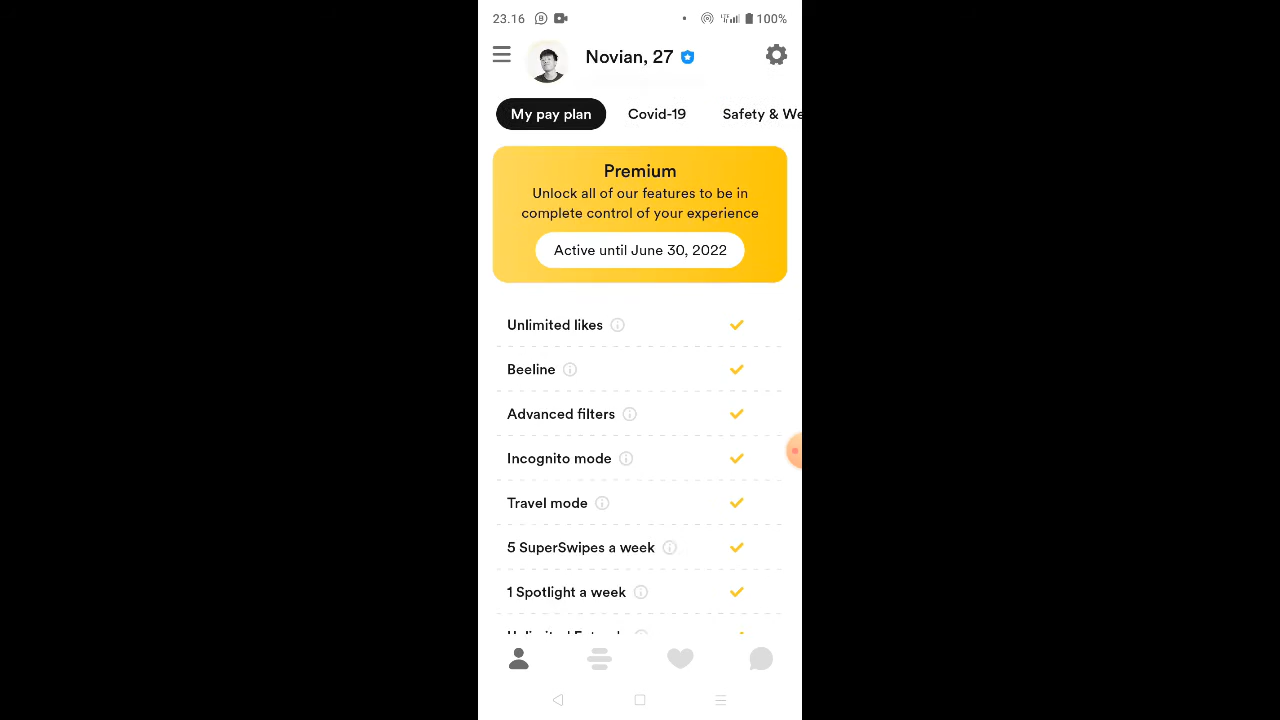 23.16
LTE
100%
Novian, 27
My pay plan
Covid-19
Safety & We
Premium
Unlock all of our features to be in
complete control of your experience
Active until June 30, 2022
Unlimited likes
Beeline
Advanced filters
Incognito mode
Travel mode
5 SuperSwipes a week
1 Spotlight a week